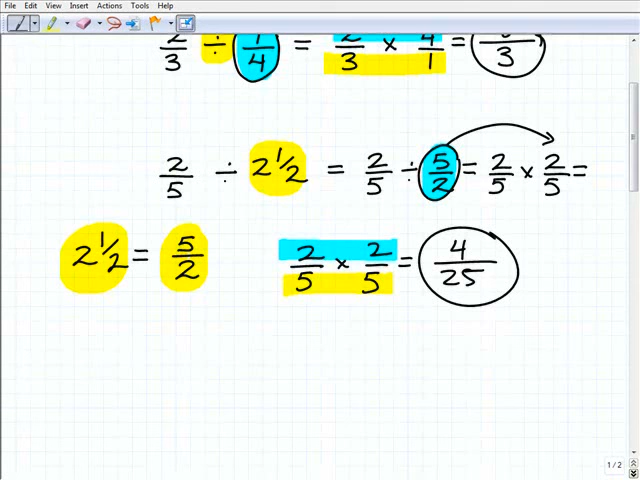 File Edit View Insert Actions Tools Help
2/3 ÷ 1/4 = 2/3 × 4/1 = /3
2/5 ÷ 2 1/2 = 2/5 ÷ 5/2 = 2/5 × 2/5 =
2 1/2 = 5/2 2/5 × 2/5 = 4/25
1/2